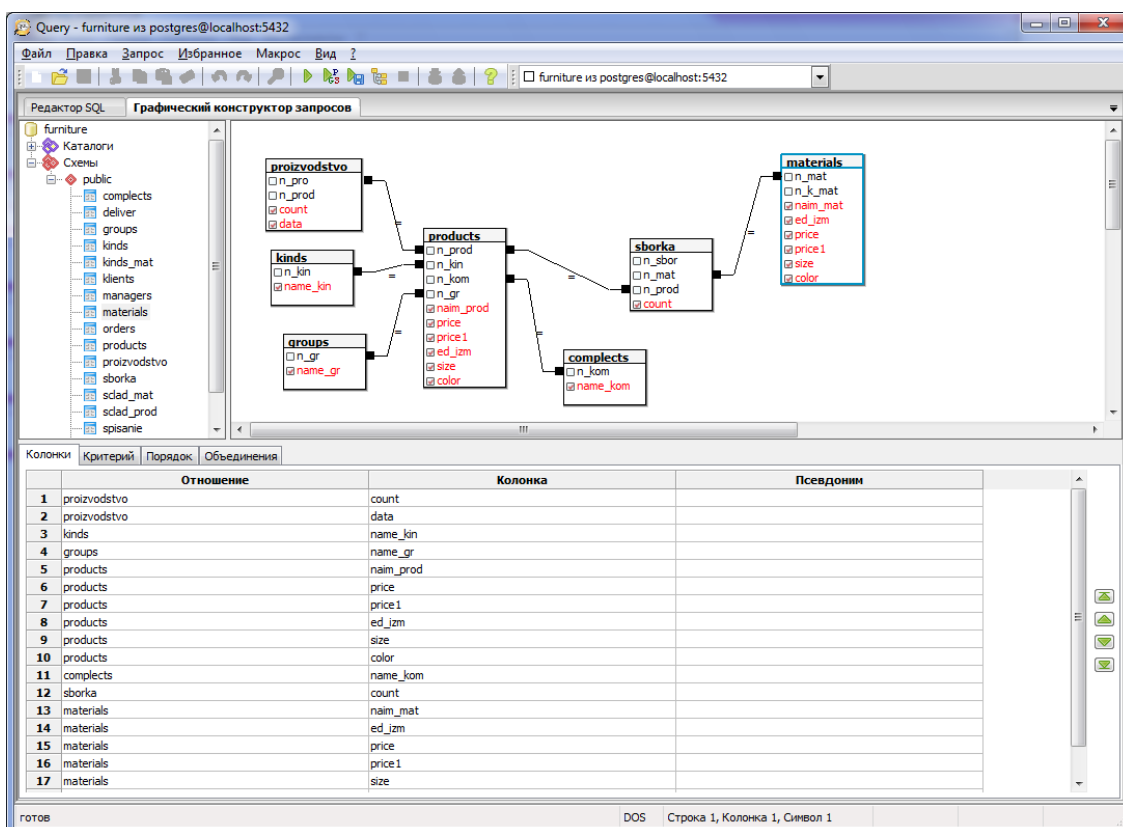 Query - furniture из postgres@localhost:5432
Файл Правка Запрос Избранное Макрос Вид ?
furniture из postgres@localhost:5432
Редактор SQL Графический конструктор запросов
furniture
Каталоги
Схемы
public
complects
deliver
groups
kinds
kinds_mat
klients
managers
materials
orders
products
proizvodstvo
sborka
sclad_mat
sclad_prod
spisanie
proizvodstvo
n_pro
n_prod
count
data
kinds
n_kin
name_kin
groups
n_gr
name_gr
products
n_prod
n_kin
n_kom
n_gr
naim_prod
price
price1
ed_izm
size
color
sborka
n_sbor
n_mat
n_prod
count
complects
n_kom
name_kom
materials
n_mat
n_k_mat
naim_mat
ed_izm
price
price1
size
color
=
=
=
=
=
=
Колонки Критерий Порядок Объединения
Отношение Колонка Псевдоним
1 proizvodstvo count
2 proizvodstvo data
3 kinds name_kin
4 groups name_gr
5 products naim_prod
6 products price
7 products price1
8 products ed_izm
9 products size
10 products color
11 complects name_kom
12 sborka count
13 materials naim_mat
14 materials ed_izm
15 materials price
16 materials price1
17 materials size
готов DOS Строка 1, Колонка 1, Символ 1